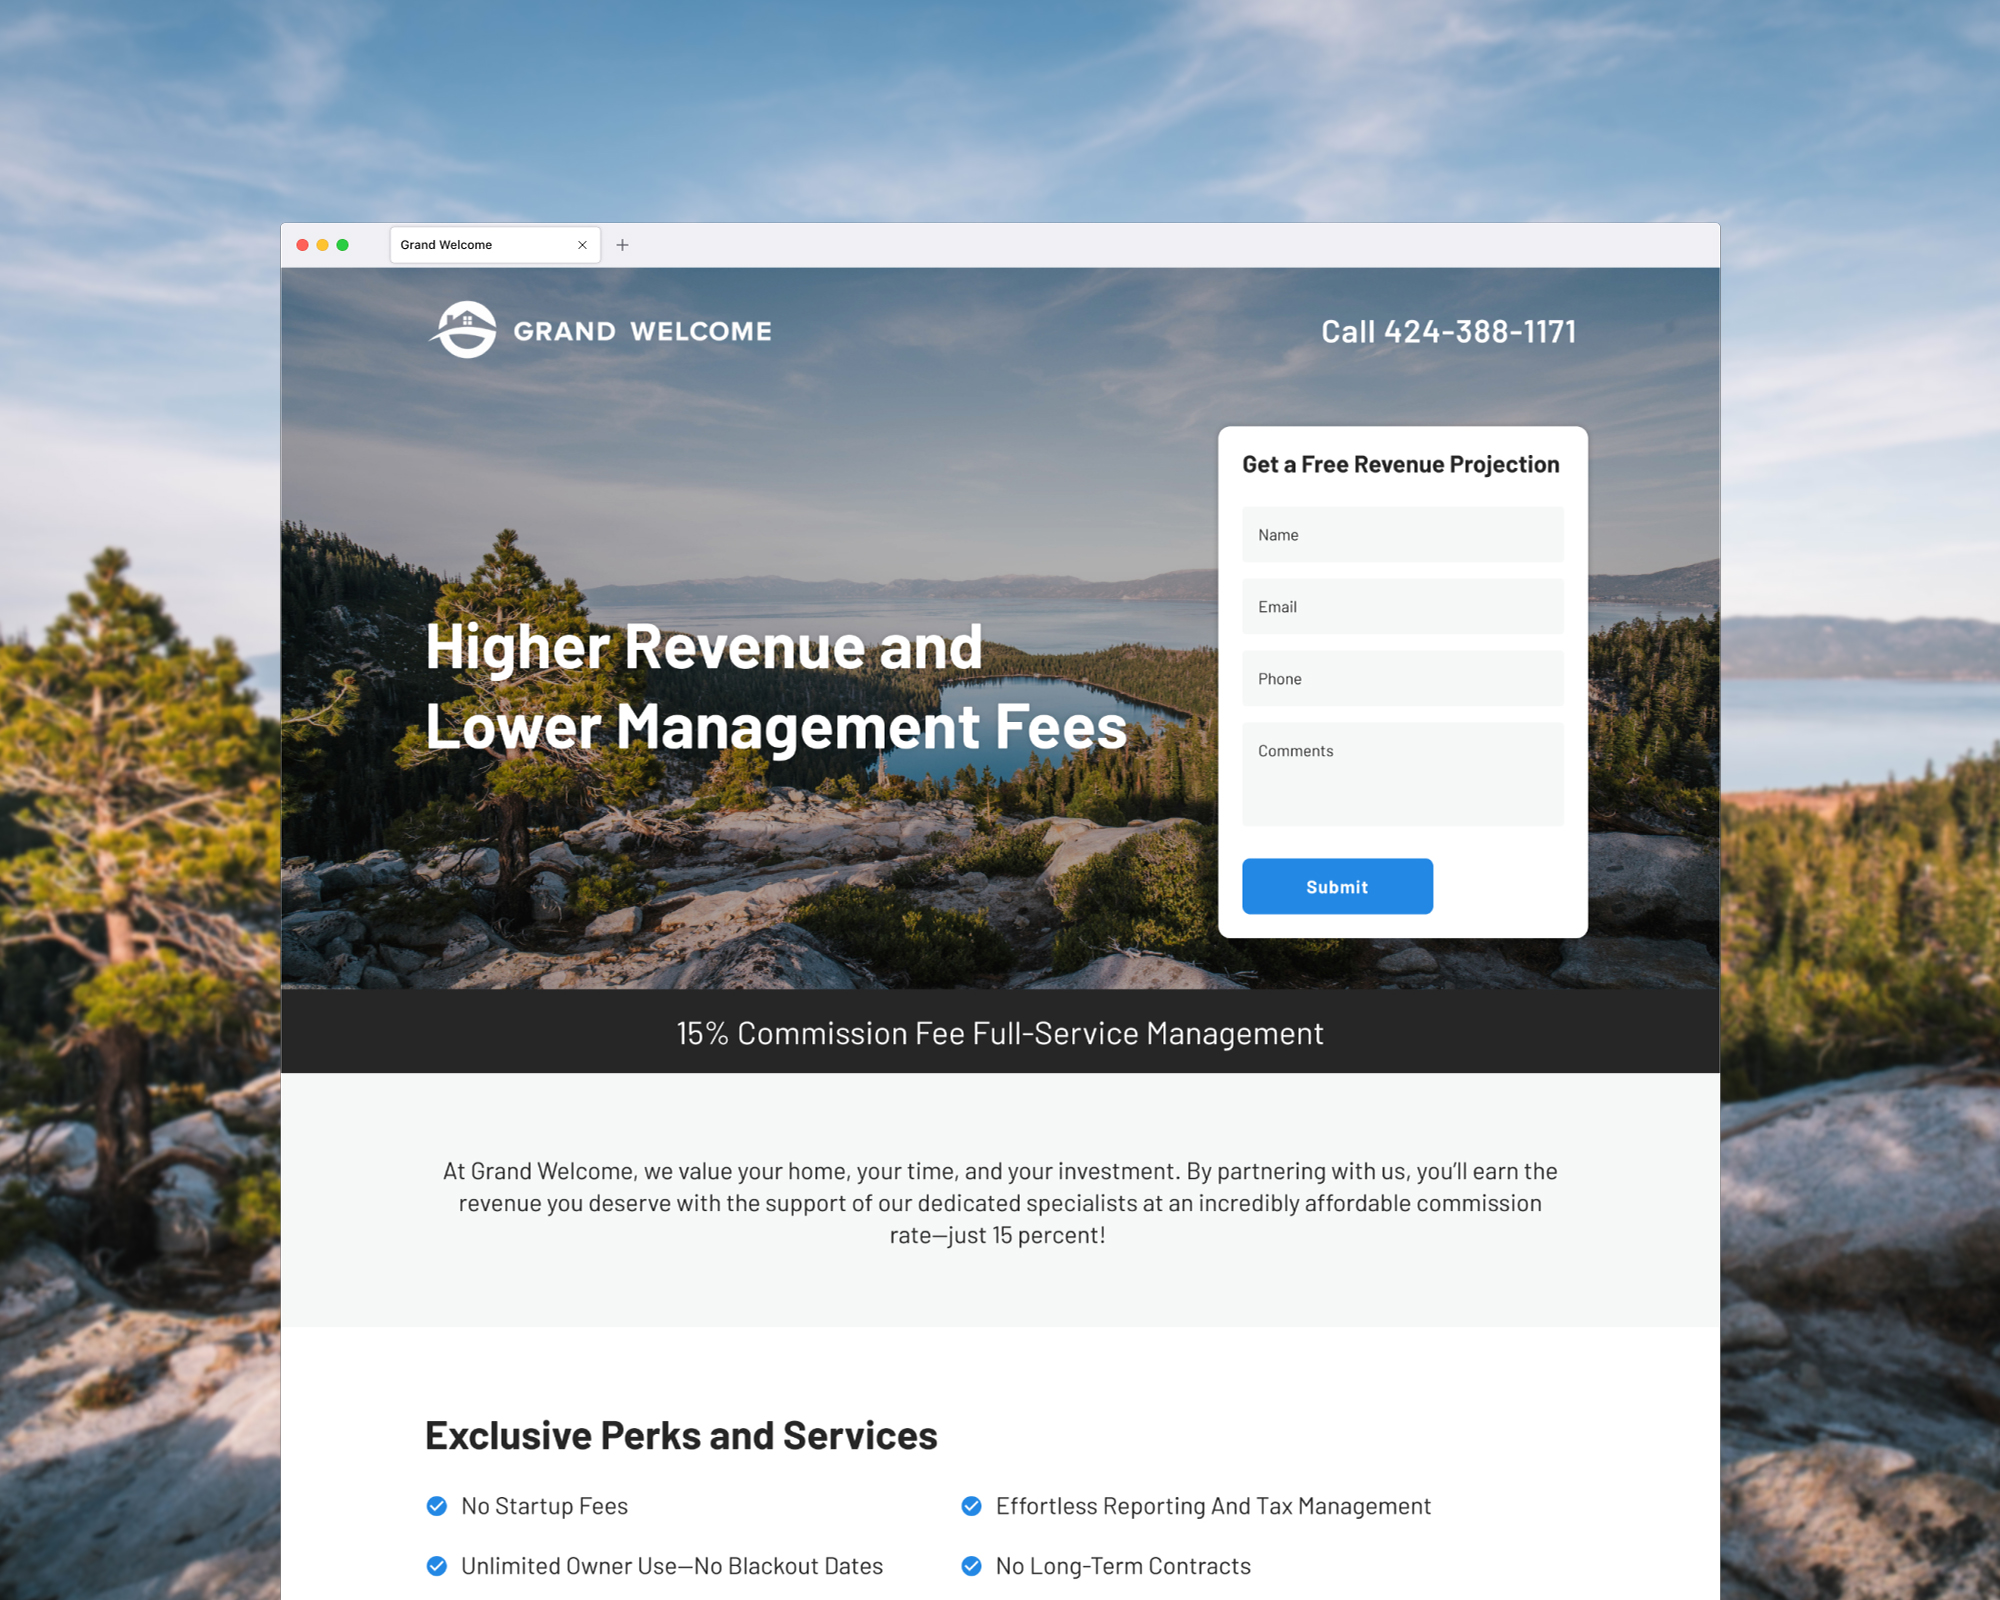 Grand Welcome
GRAND WELCOME
Call 424-388-1171
Higher Revenue and
Lower Management Fees
Get a Free Revenue Projection
Name
Email
Phone
Comments
Submit
15% Commission Fee Full-Service Management
At Grand Welcome, we value your home, your time, and your investment. By partnering with us, you’ll earn the
revenue you deserve with the support of our dedicated specialists at an incredibly affordable commission
rate—just 15 percent!
Exclusive Perks and Services
No Startup Fees
Effortless Reporting And Tax Management
Unlimited Owner Use—No Blackout Dates
No Long-Term Contracts